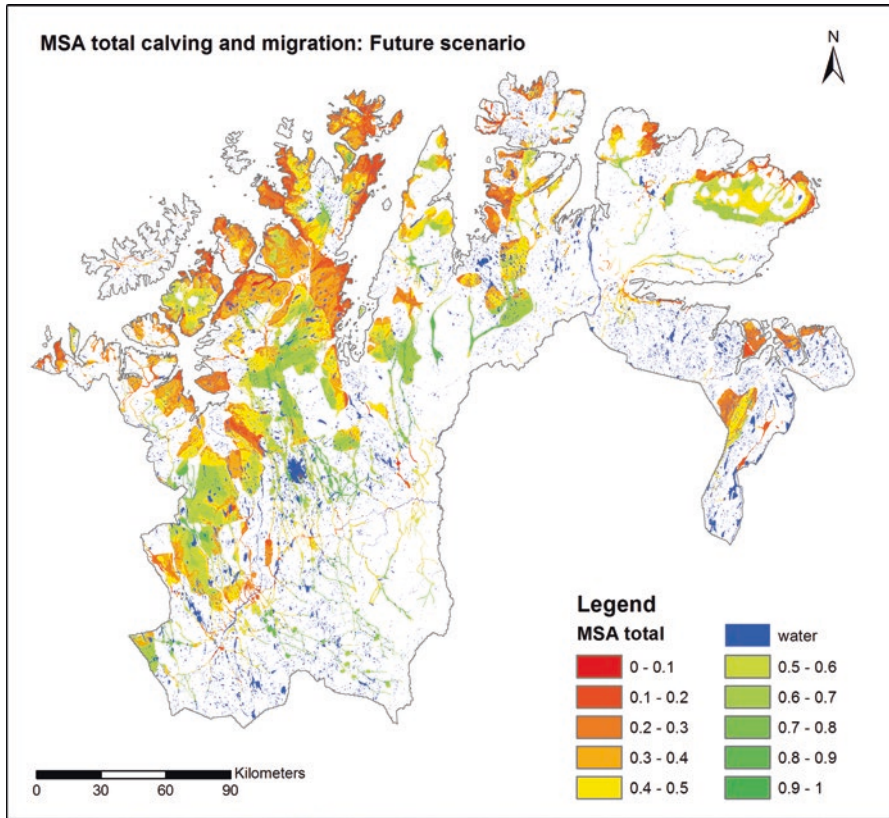 MSA total calving and migration: Future scenario
N
Legend
MSA total
water
0 - 0.1
0.5 - 0.6
0.1 - 0.2
0.6 - 0.7
0.2 - 0.3
0.7 - 0.8
0.3 - 0.4
0.8 - 0.9
0.4 - 0.5
0.9 - 1
Kilometers
0 30 60 90